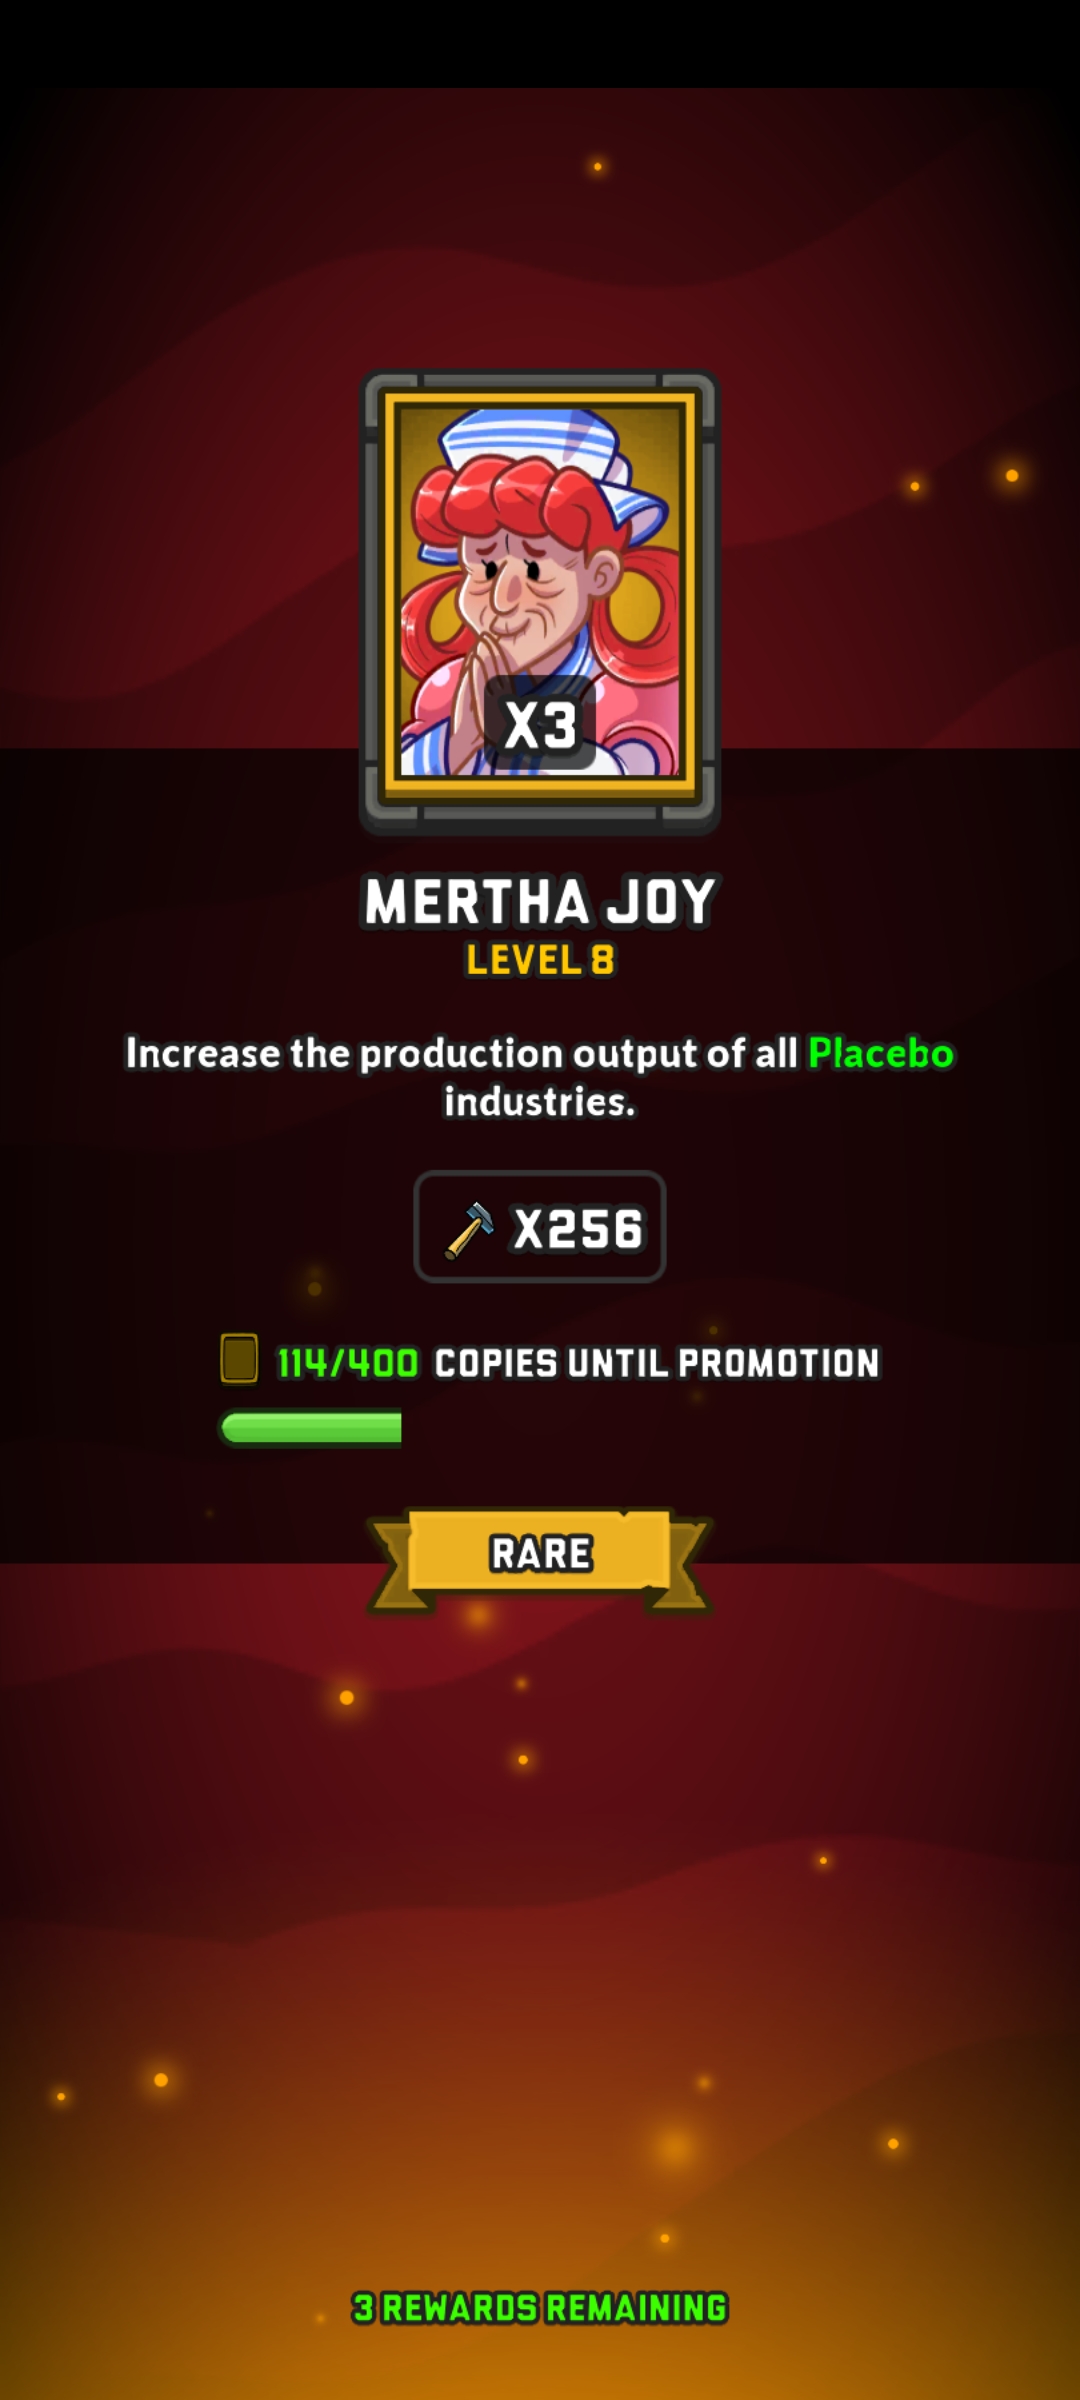 X3
MERTHA JOY
LEVEL 8
Increase the production output of all Placebo
industries.
X256
114/400 COPIES UNTIL PROMOTION
RARE
3 REWARDS REMAINING